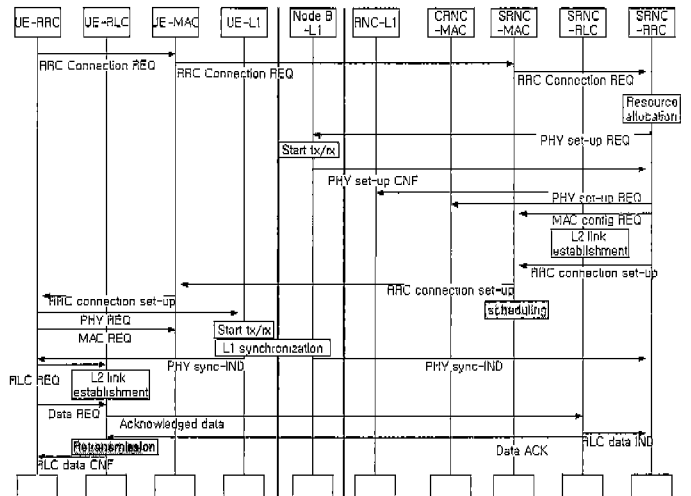 UE-RRC
UE-RLC
UE-MAC
UE-L1
Node B
-L1
RNC-L1
CRNC
-MAC
SRNC
-MAC
SRNC
-RLC
SRNC
-RRC
RRC Connection REQ
RRC Connection REQ
RRC Connection REQ
Resource
allocation
PHY set-up REQ
Start tx/rx
PHY set-up CNF
PHY set-up REQ
MAC config REQ
L2 link
establishment
RRC connection set-up
RRC connection set-up
RRC connection set-up
scheduling
PHY REQ
Start tx/rx
MAC REQ
L1 synchronization
PHY sync-IND
PHY sync-IND
RLC REQ
L2 link
establishment
Data REQ
Acknowledged data
RLC data IND
Retransmission
Data ACK
RLC data CNF